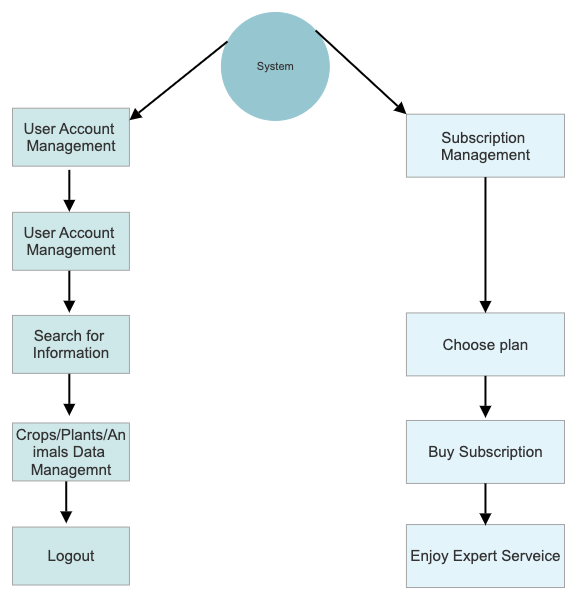 System
User Account
Management
Subscription
Management
User Account
Management
Search for
Information
Choose plan
Crops/Plants/An
imals Data
Managemnt
Buy Subscription
Logout
Enjoy Expert Serveice